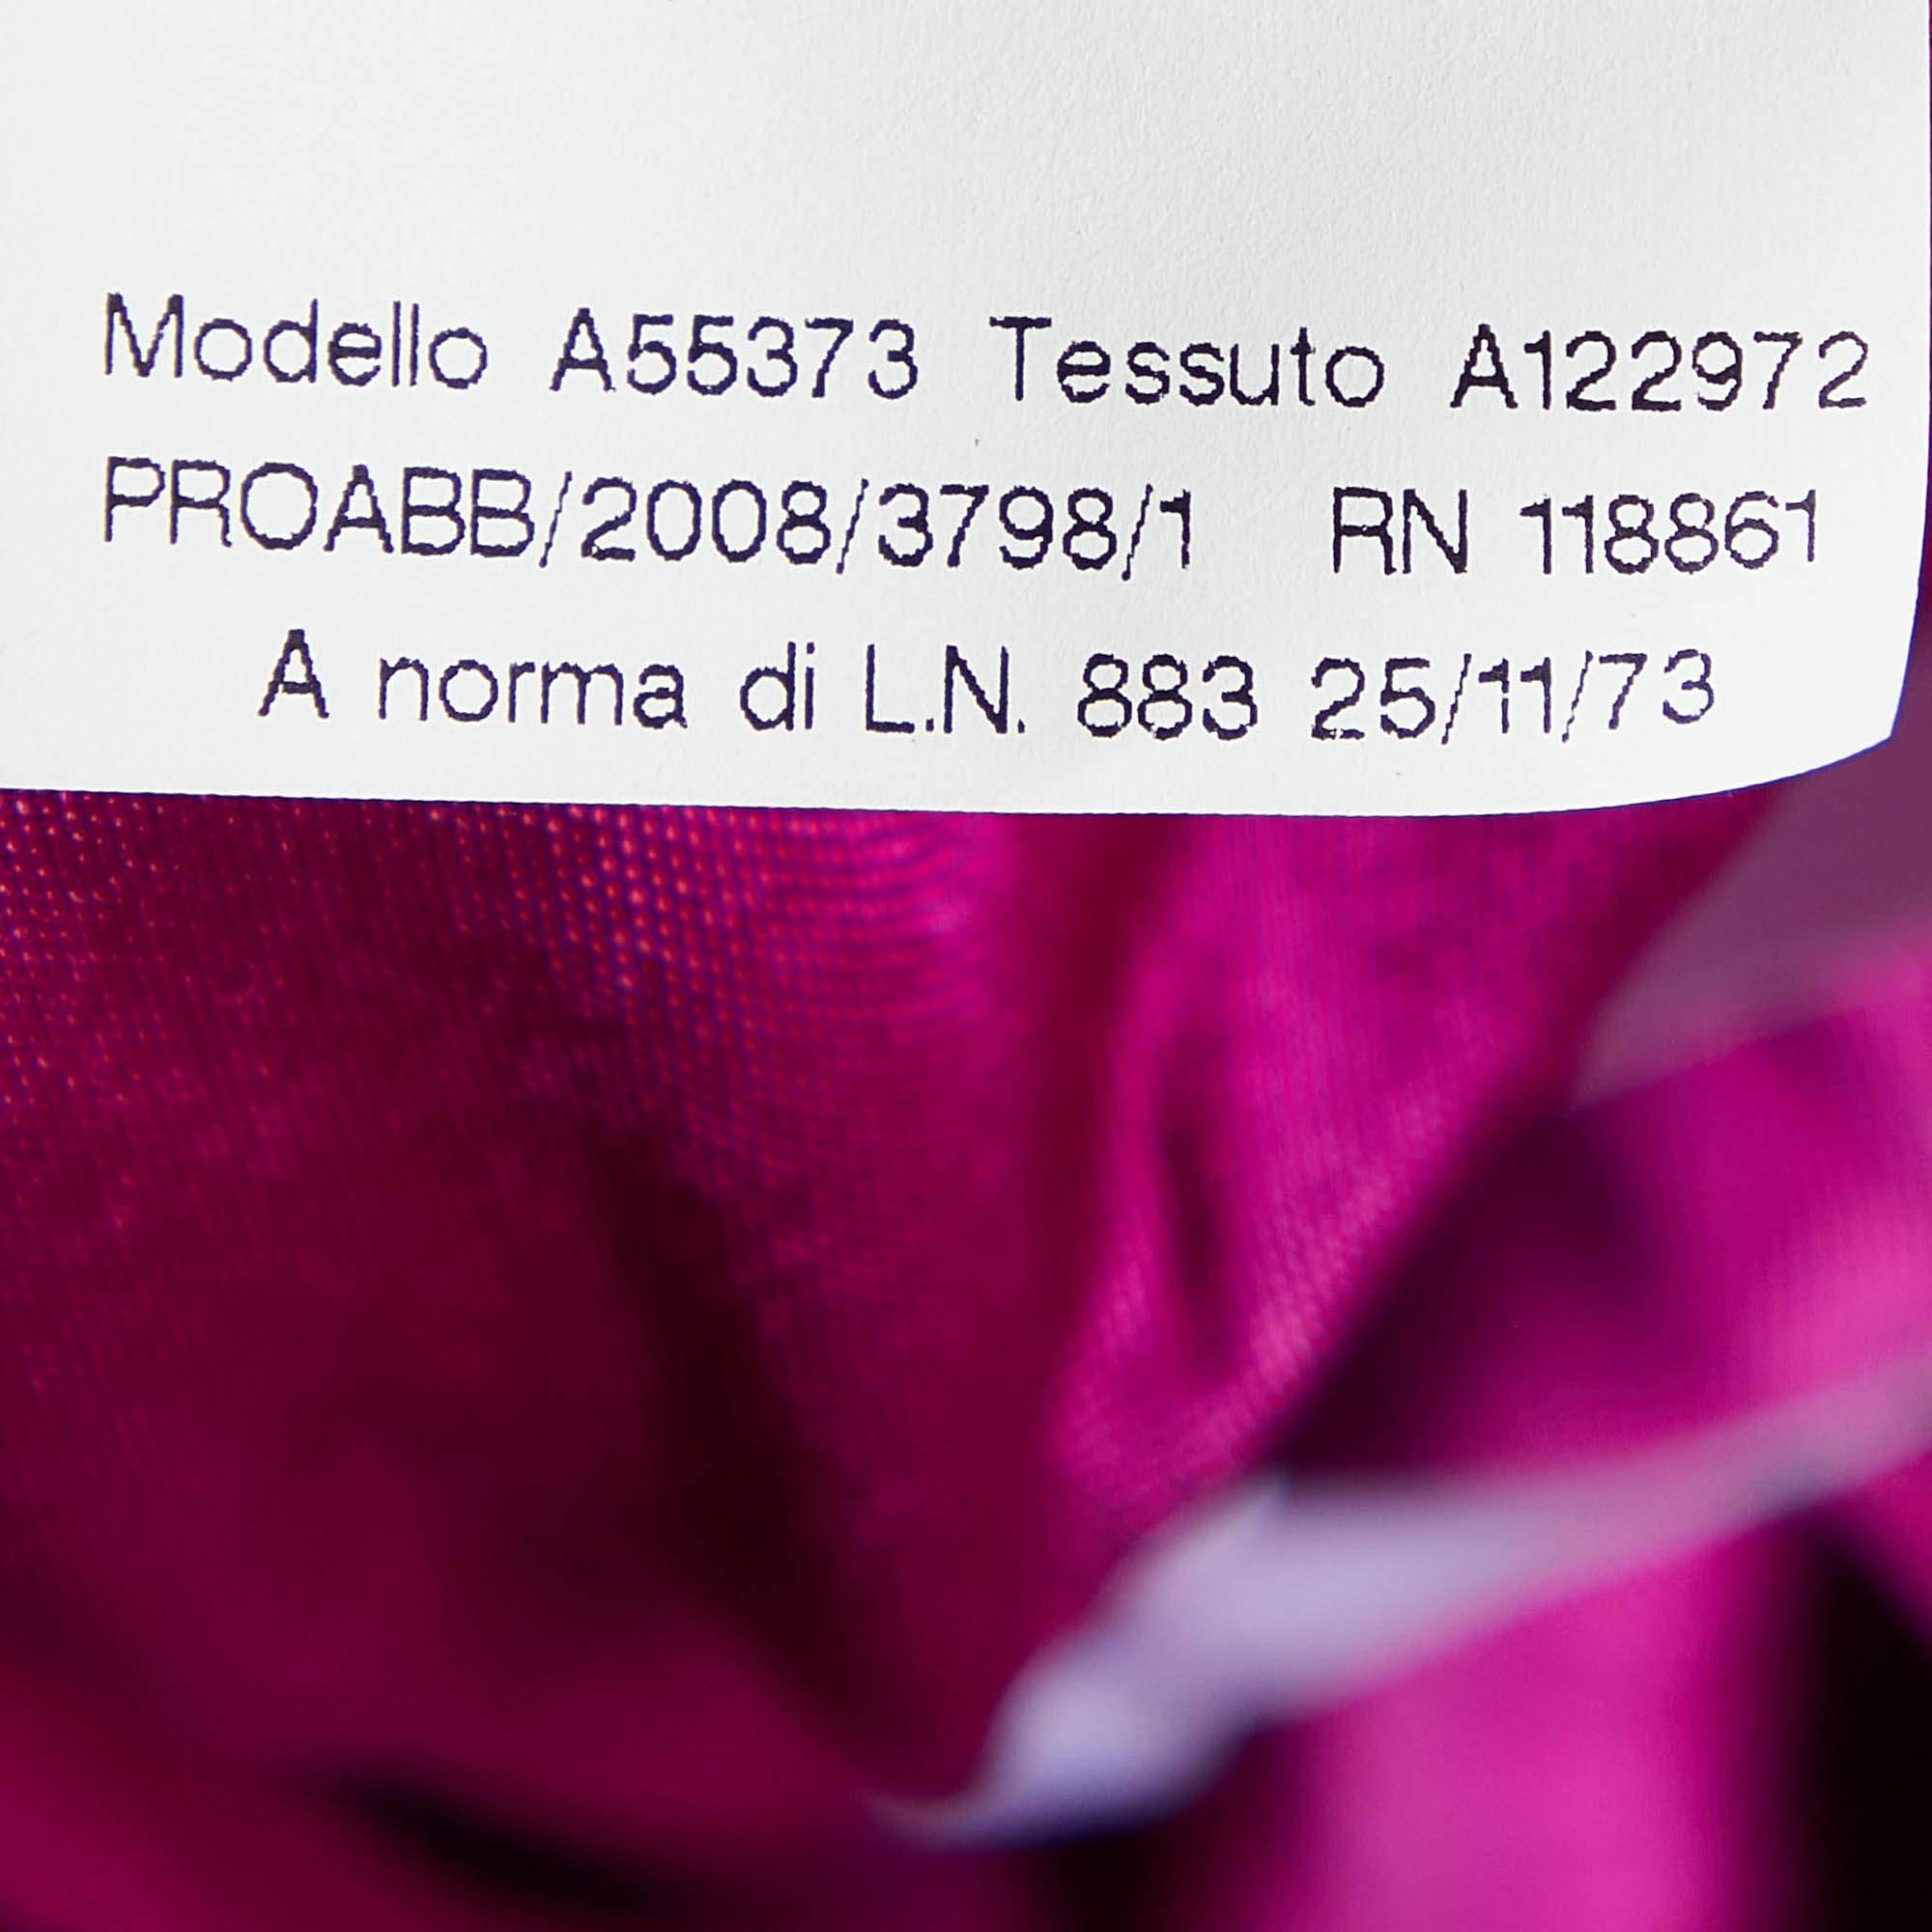 Modello A55373 Tessuto A122972
PROABB/2008/3798/1 RN 118861
A norma di L.N. 883 25/11/73